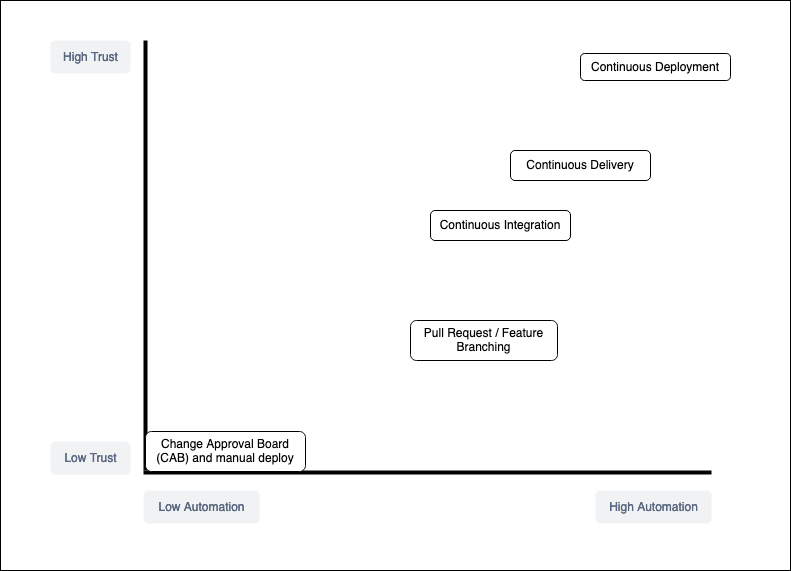 High Trust
Continuous Deployment
Continuous Delivery
Continuous Integration
Pull Request / Feature
Branching
Change Approval Board
(CAB) and manual deploy
Low Trust
Low Automation
High Automation